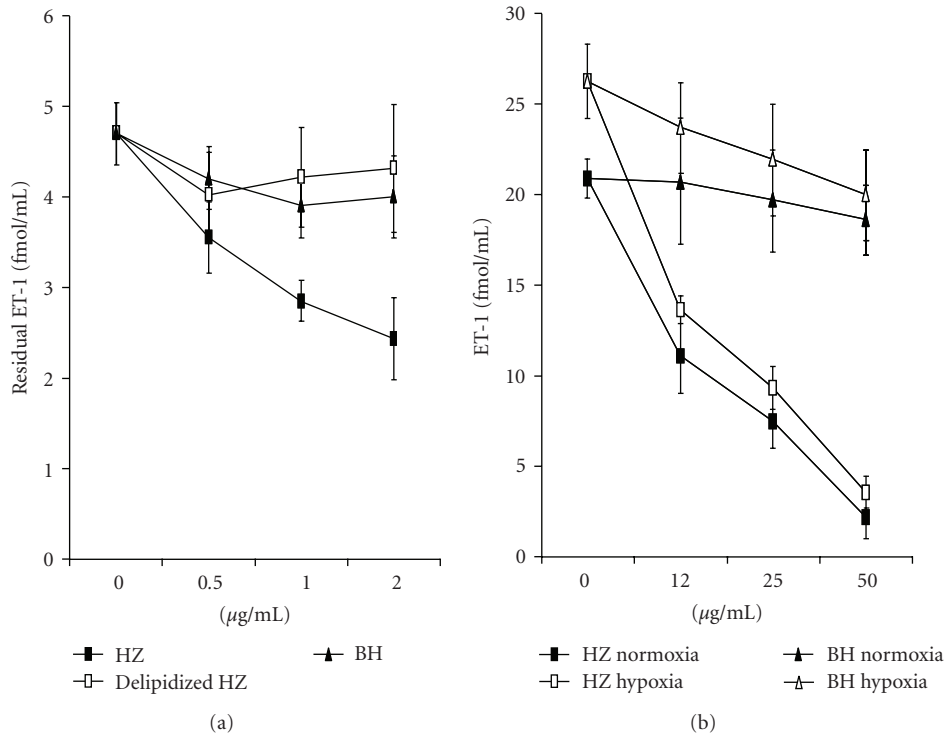 6
5
4
3
2
1
0
Residual ET-1 (fmol/mL)
0 0.5 1 2
(µg/mL)
HZ
BH
Delipidized HZ
(a)
30
25
20
15
10
5
0
ET-1 (fmol/mL)
0 12 25 50
(µg/mL)
HZ normoxia
BH normoxia
HZ hypoxia
BH hypoxia
(b)